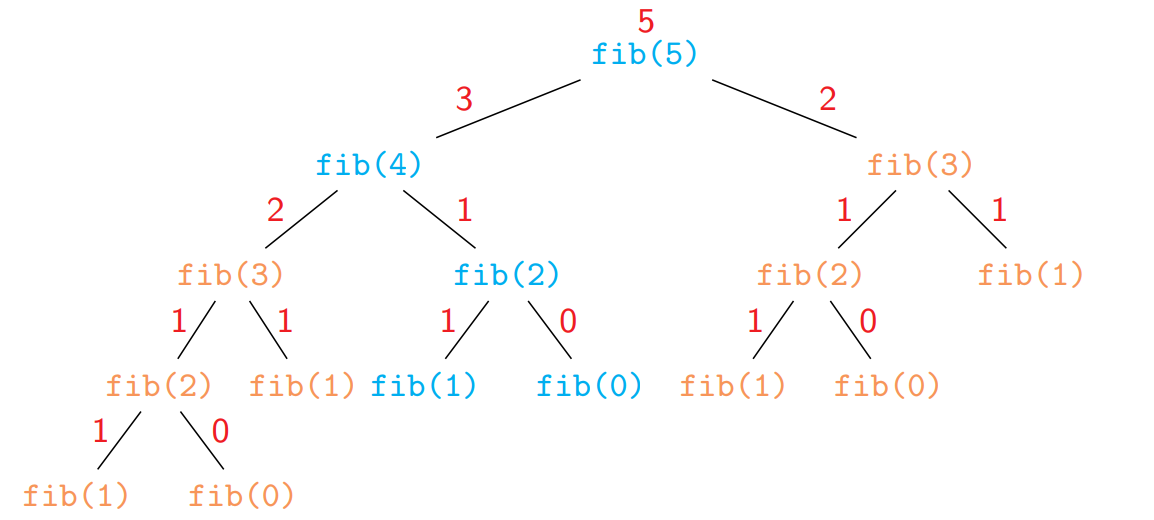 5
fib(5)
3 2
fib(4) fib(3)
2 1 1 1
fib(3) fib(2) fib(2) fib(1)
1 1 1 0 1 0
fib(2) fib(1) fib(1) fib(0) fib(1) fib(0)
1 0
fib(1) fib(0)